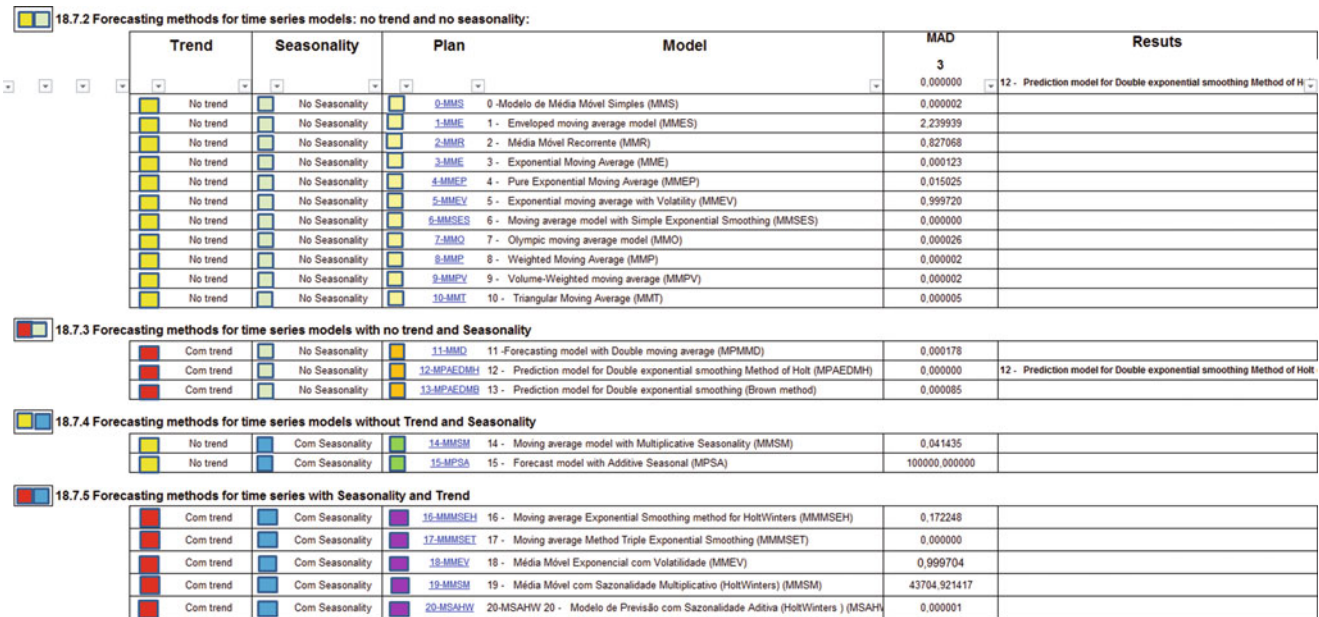 18.7.2 Forecasting methods for time series models: no trend and no seasonality:
Trend Seasonality Plan Model MAD Resuts
3
0,000000 12 - Prediction model for Double exponential smoothing Method of H
No trend No Seasonality 0-MMS 0 -Modelo de Média Móvel Simples (MMS) 0,000002
No trend No Seasonality 1-MME 1 - Enveloped moving average model (MMES) 2,239939
No trend No Seasonality 2-MMR 2 - Média Móvel Recorrente (MMR) 0,827068
No trend No Seasonality 3-MME 3 - Exponential Moving Average (MME) 0,000123
No trend No Seasonality 4-MMEP 4 - Pure Exponential Moving Average (MMEP) 0,015025
No trend No Seasonality 5-MMEV 5 - Exponential moving average with Volatility (MMEV) 0,999720
No trend No Seasonality 6-MMSES 6 - Moving average model with Simple Exponential Smoothing (MMSES) 0,000000
No trend No Seasonality 7-MMO 7 - Olympic moving average model (MMO) 0,000026
No trend No Seasonality 8-MMP 8 - Weighted Moving Average (MMP) 0,000002
No trend No Seasonality 9-MMPV 9 - Volume-Weighted moving average (MMPV) 0,000002
No trend No Seasonality 10-MMT 10 - Triangular Moving Average (MMT) 0,000005
18.7.3 Forecasting methods for time series models with no trend and Seasonality
Com trend No Seasonality 11-MMD 11 -Forecasting model with Double moving average (MPMMD) 0,000178
Com trend No Seasonality 12-MPAEDMH 12 - Prediction model for Double exponential smoothing Method of Holt (MPAEDMH) 0,000000 12 - Prediction model for Double exponential smoothing Method of Holt
Com trend No Seasonality 13-MPAEDMB 13 - Prediction model for Double exponential smoothing (Brown method) 0,000085
18.7.4 Forecasting methods for time series models without Trend and Seasonality
No trend Com Seasonality 14-MMSM 14 - Moving average model with Multiplicative Seasonality (MMSM) 0,041435
No trend Com Seasonality 15-MPSA 15 - Forecast model with Additive Seasonal (MPSA) 100000,000000
18.7.5 Forecasting methods for time series with Seasonality and Trend
Com trend Com Seasonality 16-MMMSEH 16 - Moving average Exponential Smoothing method for HoltWinters (MMMSEH) 0,172248
Com trend Com Seasonality 17-MMMSET 17 - Moving average Method Triple Exponential Smoothing (MMMSET) 0,000000
Com trend Com Seasonality 18-MMEV 18 - Média Móvel Exponencial com Volatilidade (MMEV) 0,999704
Com trend Com Seasonality 19-MMSM 19 - Média Móvel com Sazonalidade Multiplicativo (HoltWinters) (MMSM) 43704,921417
Com trend Com Seasonality 20-MSAHW 20-MSAHW 20 - Modelo de Previsão com Sazonalidade Aditiva (HoltWinters ) (MSAHW 0,000001